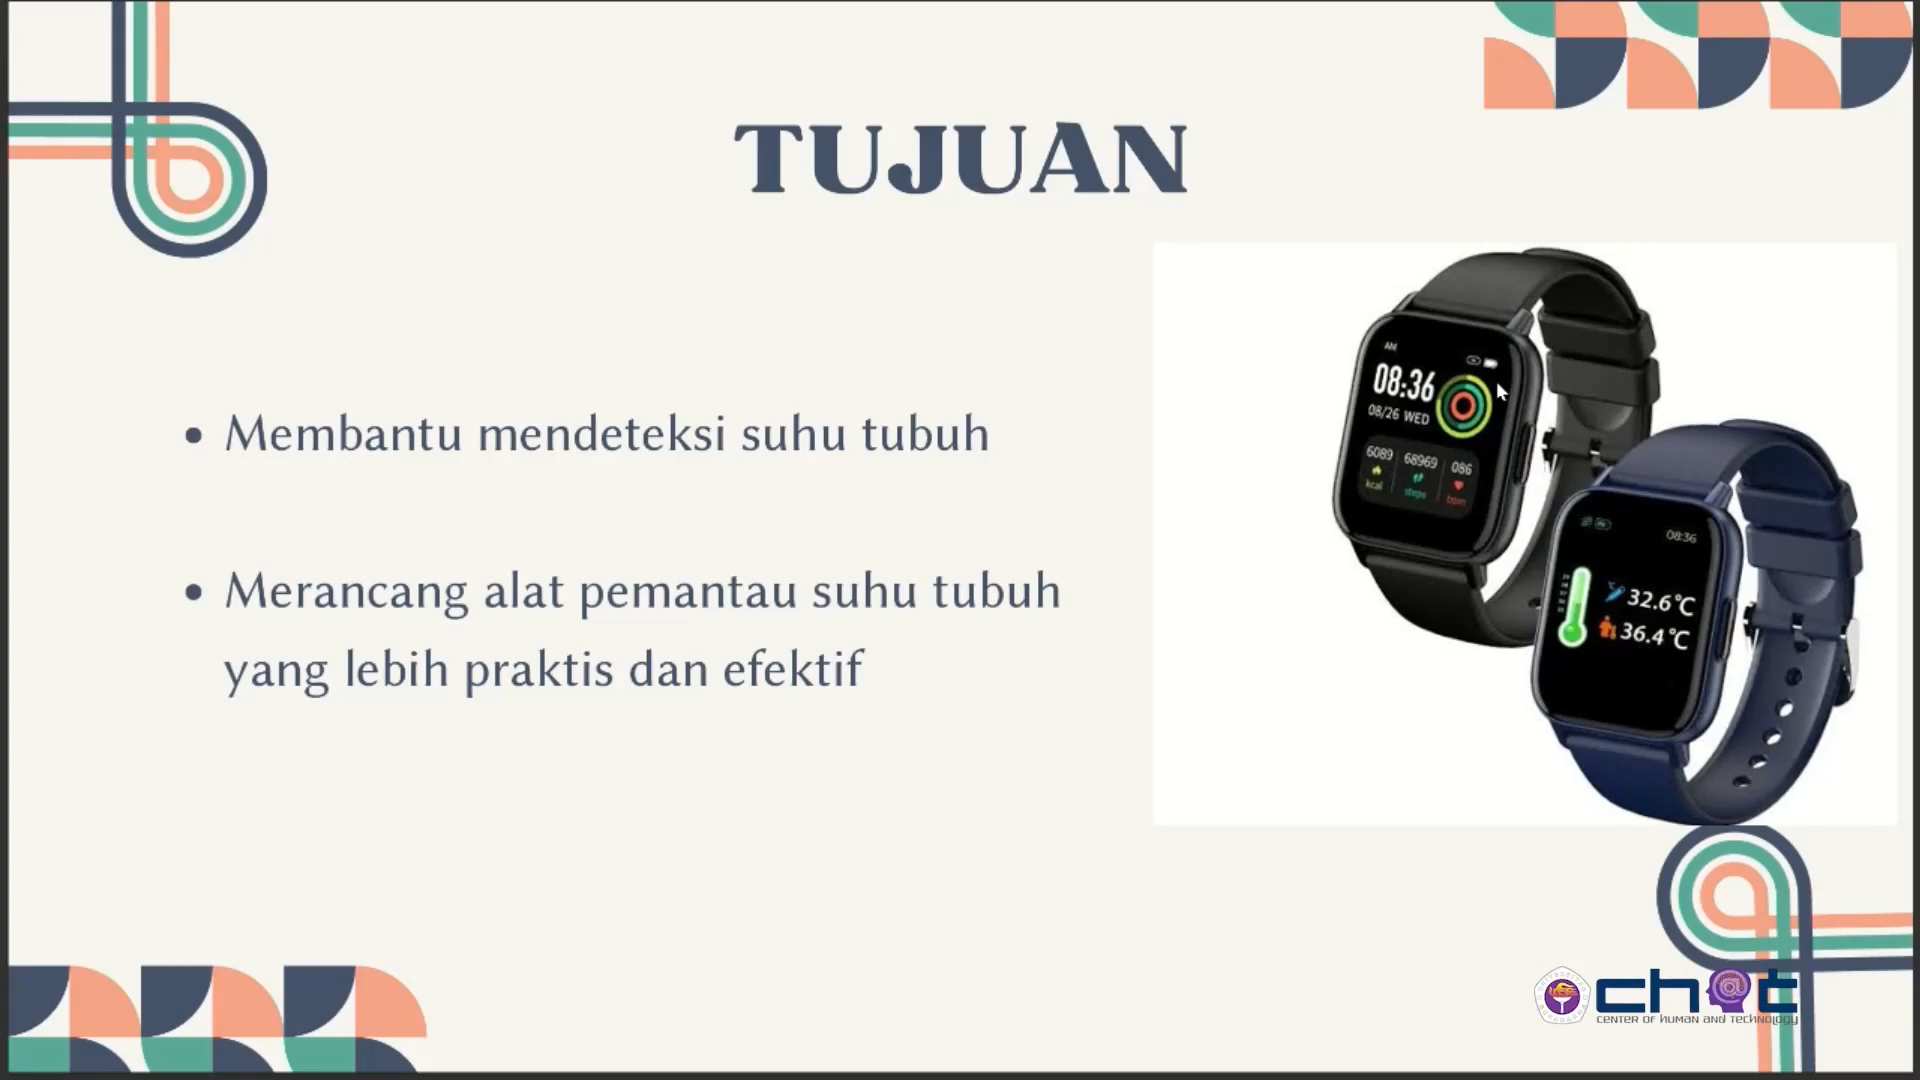 TUJUAN
Membantu mendeteksi suhu tubuh
Merancang alat pemantau suhu tubuh
yang lebih praktis dan efektif
AM
08:36
08/26 WED
6089 68969 086
kcal steps bpm
08:36
32.6°C
36.4°C
chat
CENTER OF HUMAN AND TECHNOLOGY